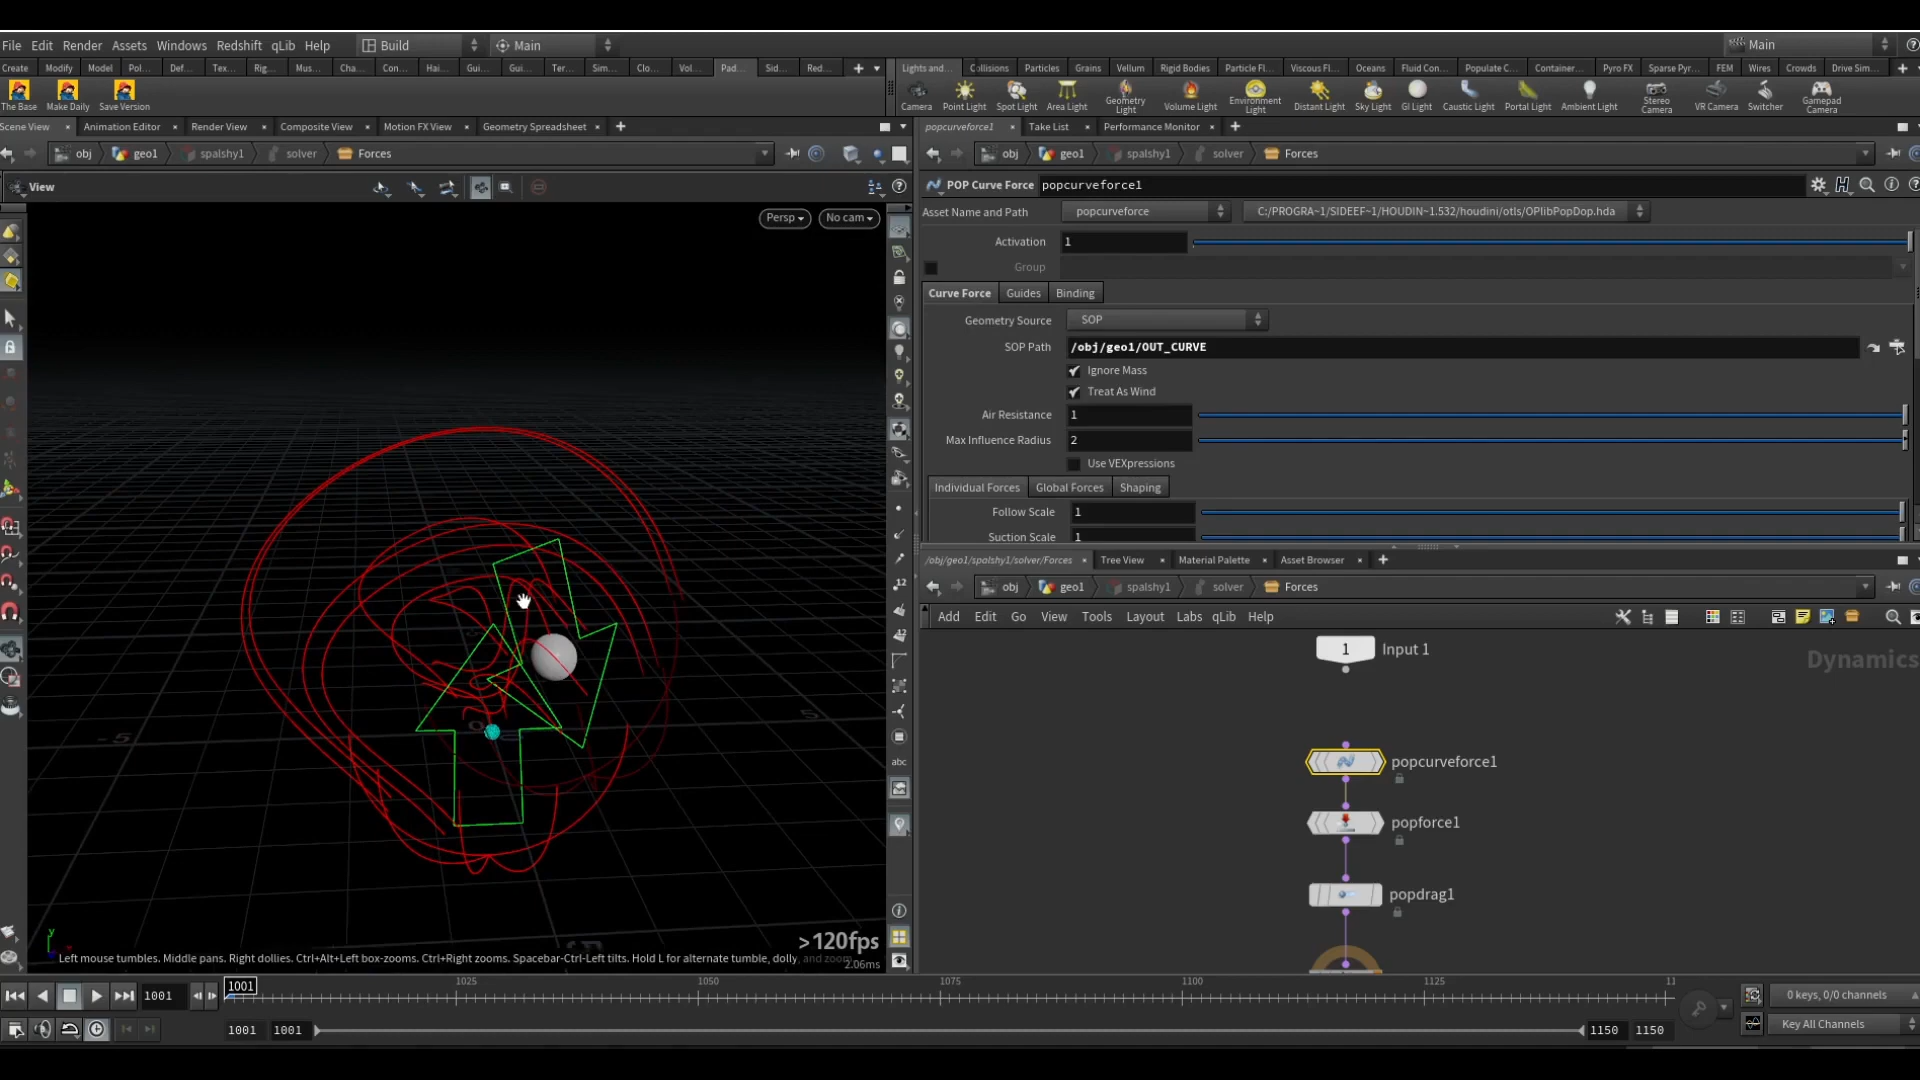 File Edit Render Assets Windows Redshift qLib Help Build Main Main
Create Modify Model Pol... Def... Tex... Rig... Mus... Cha... Con... Hai... Gui... Gui... Ter... Sim... Clo... Vol... Pad... Sid... Red...
Lights and... Collisions Particles Grains Vellum Rigid Bodies Particle Fl... Viscous Fl... Oceans Fluid Con... Populate C... Container... Pyro FX Sparse Pyr... FEM Wires Crowds Drive Sim...
The Base Make Daily Save Version
Camera Point Light Spot Light Area Light Geometry Light Volume Light Environment Light Distant Light Sky Light GI Light Caustic Light Portal Light Ambient Light Stereo Camera VR Camera Switcher Gamepad Camera
Scene View Animation Editor Render View Composite View Motion FX View Geometry Spreadsheet
popcurveforce1 Take List Performance Monitor
obj geo1 spalshy1 solver Forces
obj geo1 spalshy1 solver Forces
View
Persp No cam
POP Curve Force popcurveforce1
Asset Name and Path popcurveforce C:/PROGRA~1/SIDEEF~1/HOUDIN~1.532/houdini/otls/OPlibPopDop.hda
Activation 1
Group
Curve Force Guides Binding
Geometry Source SOP
SOP Path /obj/geo1/OUT_CURVE
Ignore Mass
Treat As Wind
Air Resistance 1
Max Influence Radius 2
Use VEXpressions
Individual Forces Global Forces Shaping
Follow Scale 1
Suction Scale 1
/obj/geo1/spalshy1/solver/Forces Tree View Material Palette Asset Browser
obj geo1 spalshy1 solver Forces
Add Edit Go View Tools Layout Labs qLib Help
1 Input 1
Dynamics
popcurveforce1
popforce1
popdrag1
12
12
abc
-5
5
y
>120fps
Left mouse tumbles. Middle pans. Right dollies. Ctrl+Alt+Left box-zooms. Ctrl+Right zooms. Spacebar-Ctrl-Left tilts. Hold L for alternate tumble, dolly, and zoom.
2.06ms
1001 1001 1025 1050 1075 1100 1125 11
0 keys, 0/0 channels
1001 1001 1150 1150
Key All Channels